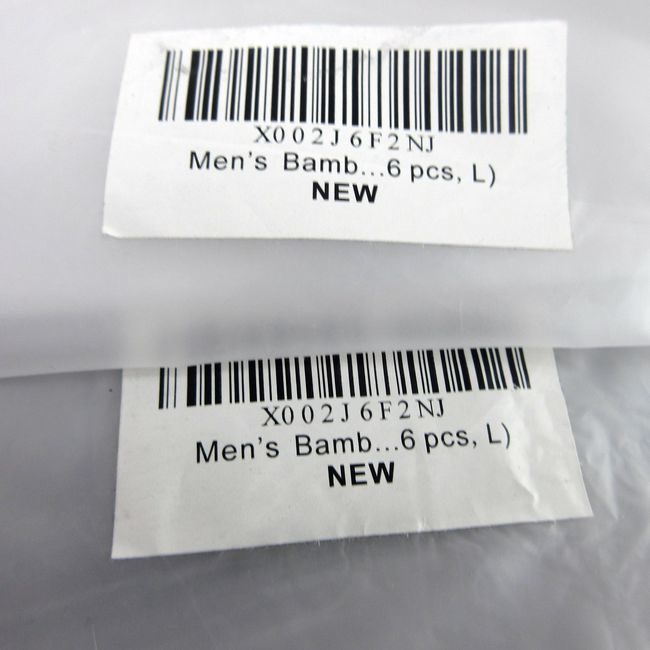 X002J6F2NJ
Men's Bamb...6 pcs, L)
NEW
X002J6F2NJ
Men's Bamb...6 pcs, L)
NEW